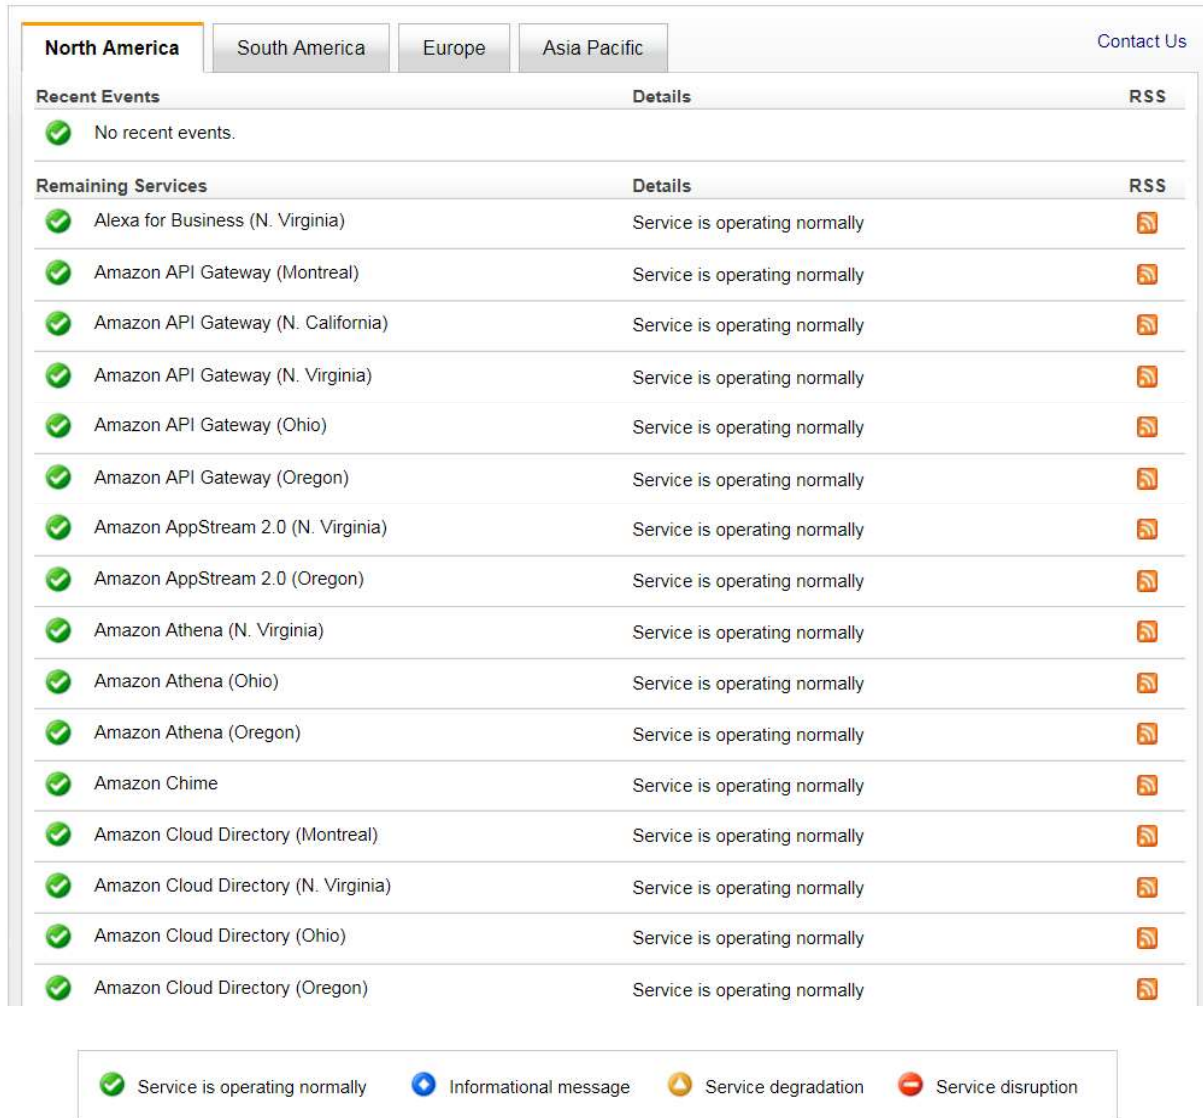 North America South America Europe Asia Pacific Contact Us
Recent Events Details RSS
No recent events.
Remaining Services Details RSS
Alexa for Business (N. Virginia) Service is operating normally
Amazon API Gateway (Montreal) Service is operating normally
Amazon API Gateway (N. California) Service is operating normally
Amazon API Gateway (N. Virginia) Service is operating normally
Amazon API Gateway (Ohio) Service is operating normally
Amazon API Gateway (Oregon) Service is operating normally
Amazon AppStream 2.0 (N. Virginia) Service is operating normally
Amazon AppStream 2.0 (Oregon) Service is operating normally
Amazon Athena (N. Virginia) Service is operating normally
Amazon Athena (Ohio) Service is operating normally
Amazon Athena (Oregon) Service is operating normally
Amazon Chime Service is operating normally
Amazon Cloud Directory (Montreal) Service is operating normally
Amazon Cloud Directory (N. Virginia) Service is operating normally
Amazon Cloud Directory (Ohio) Service is operating normally
Amazon Cloud Directory (Oregon) Service is operating normally
Service is operating normally Informational message Service degradation Service disruption